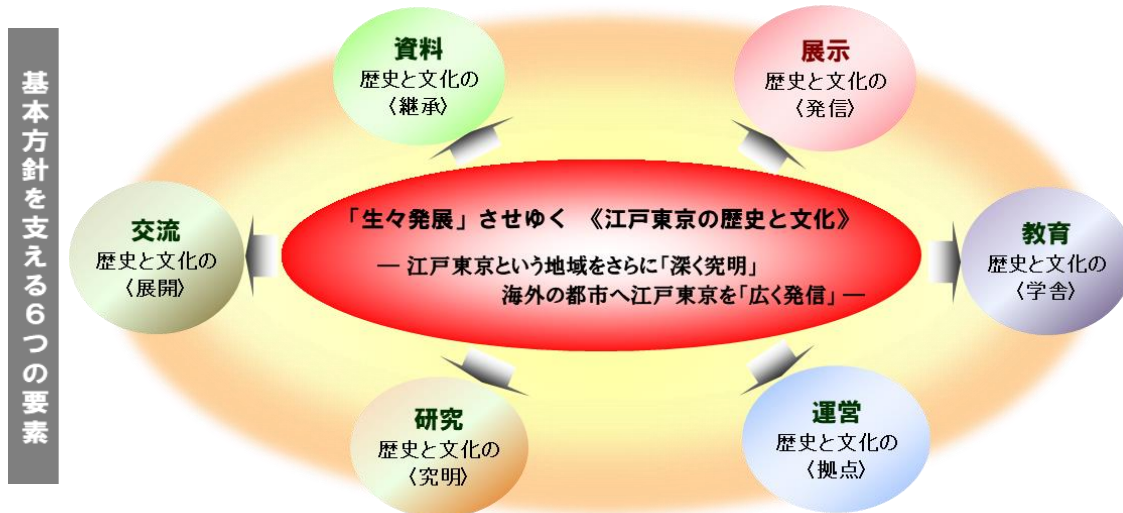 基本方針を支える6つの要素
資料
歴史と文化の
〈継承〉
展示
歴史と文化の
〈発信〉
「生々発展」させゆく 《江戸東京の歴史と文化》
― 江戸東京という地域をさらに「深く究明」
海外の都市へ江戸東京を「広く発信」―
交流
歴史と文化の
〈展開〉
教育
歴史と文化の
〈学舎〉
研究
歴史と文化の
〈究明〉
運営
歴史と文化の
〈拠点〉